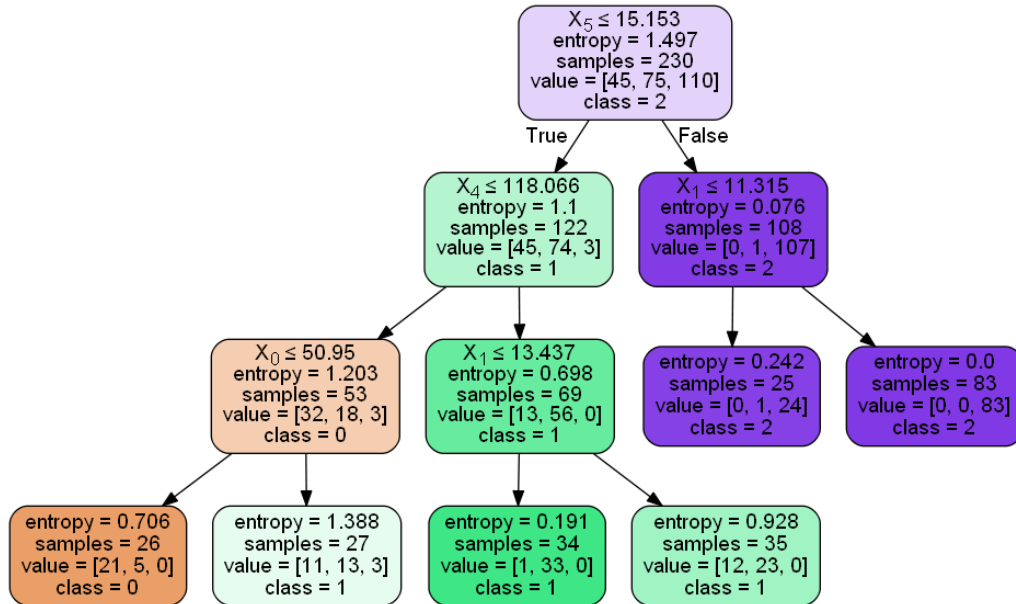 X₅ ≤ 15.153
entropy = 1.497
samples = 230
value = [45, 75, 110]
class = 2
True
False
X₄ ≤ 118.066
entropy = 1.1
samples = 122
value = [45, 74, 3]
class = 1
X₁ ≤ 11.315
entropy = 0.076
samples = 108
value = [0, 1, 107]
class = 2
X₀ ≤ 50.95
entropy = 1.203
samples = 53
value = [32, 18, 3]
class = 0
X₁ ≤ 13.437
entropy = 0.698
samples = 69
value = [13, 56, 0]
class = 1
entropy = 0.242
samples = 25
value = [0, 1, 24]
class = 2
entropy = 0.0
samples = 83
value = [0, 0, 83]
class = 2
entropy = 0.706
samples = 26
value = [21, 5, 0]
class = 0
entropy = 1.388
samples = 27
value = [11, 13, 3]
class = 1
entropy = 0.191
samples = 34
value = [1, 33, 0]
class = 1
entropy = 0.928
samples = 35
value = [12, 23, 0]
class = 1